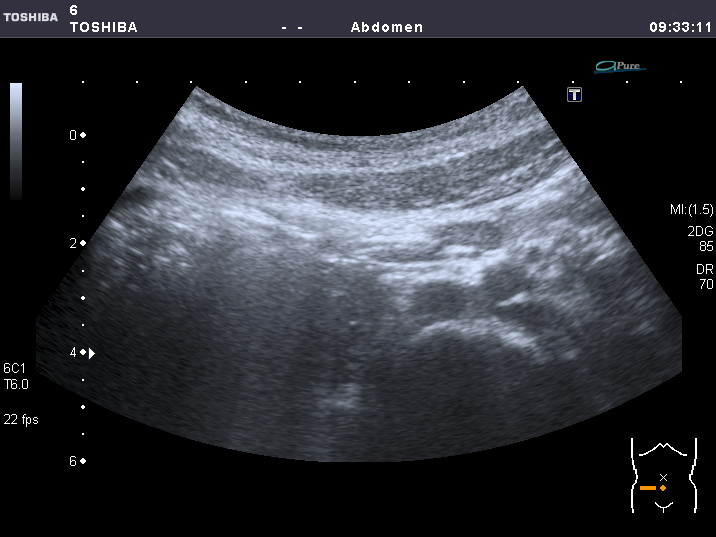 TOSHIBA
6
TOSHIBA
- -
Abdomen
09:33:11
APure
T
0
2
4
6
MI:(1.5)
2DG
85
DR
70
6C1
T6.0
22 fps